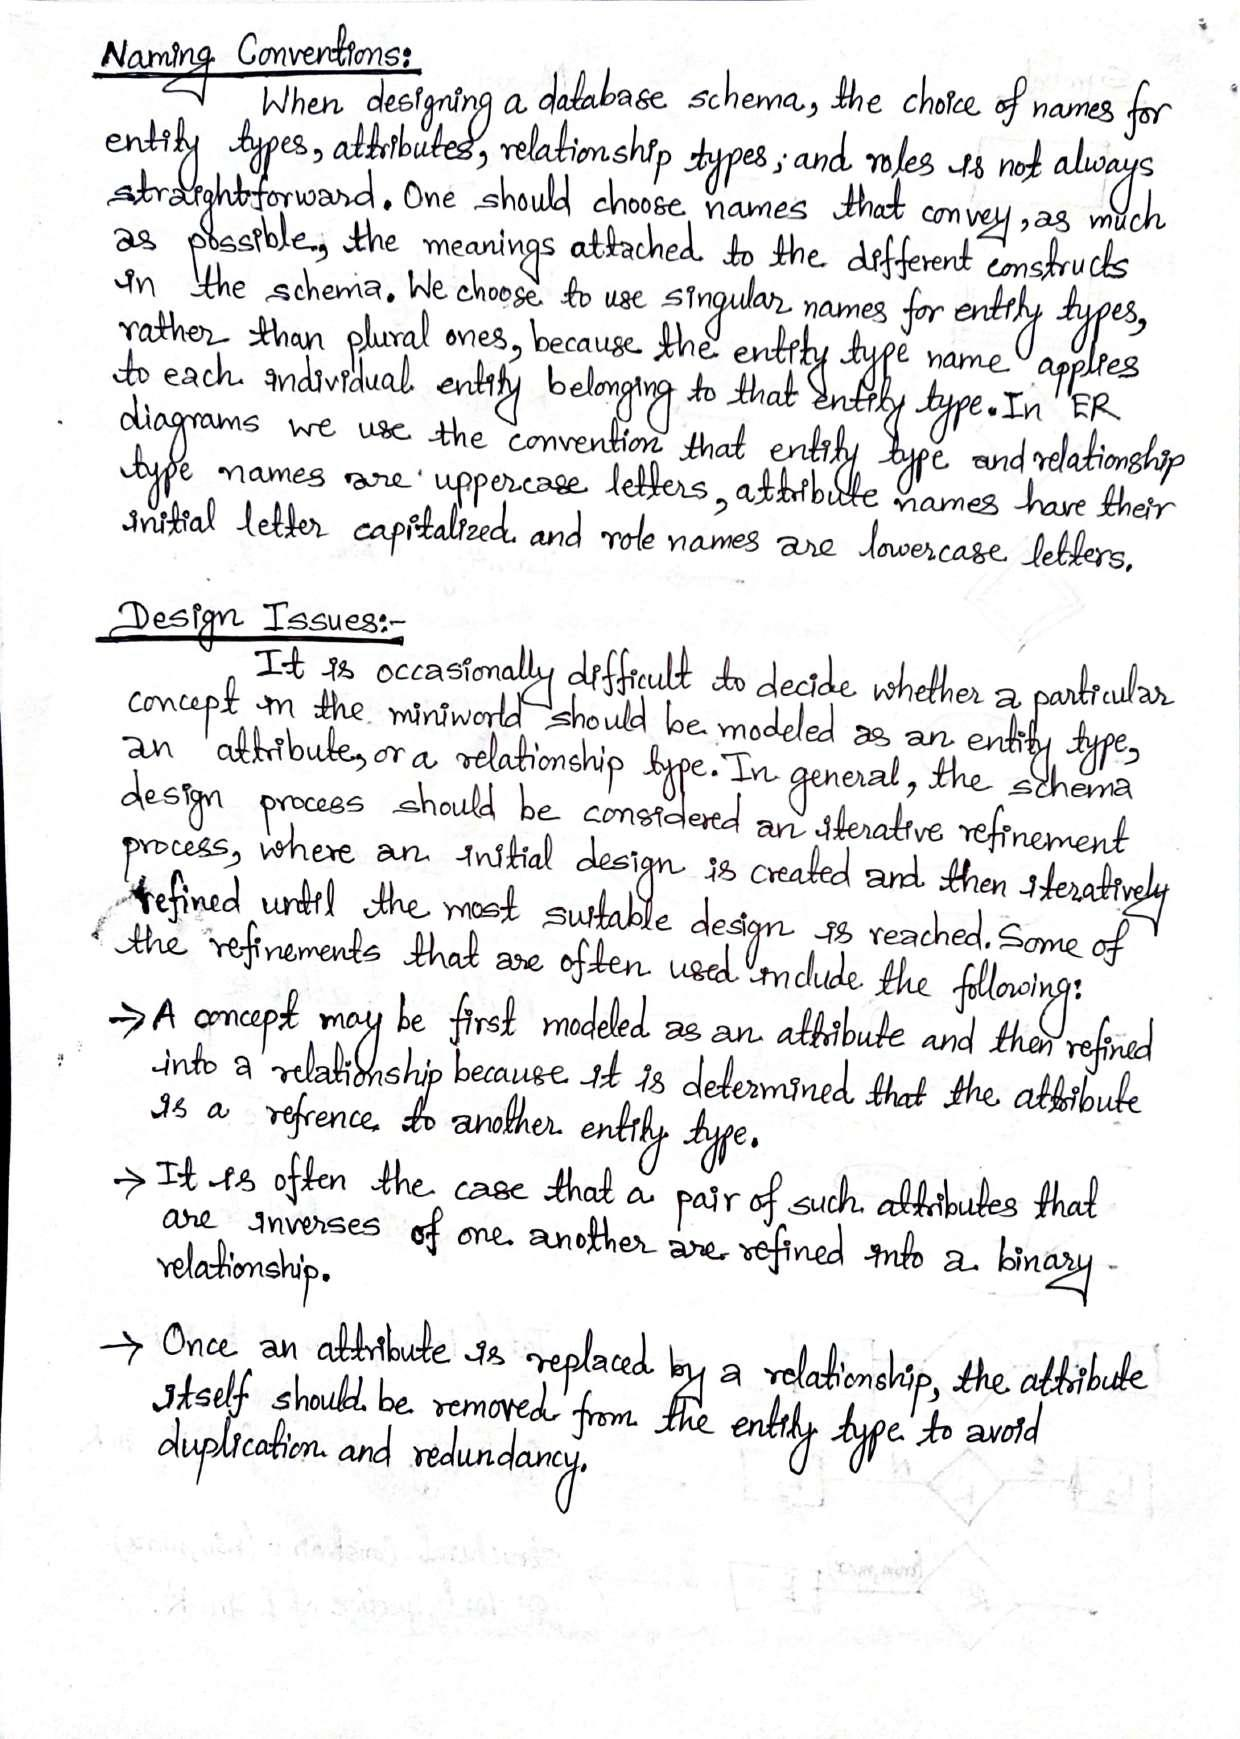 Naming Conventions:
When designing a database schema, the choice of names for
entity types, attributes, relationship types, and roles is not always
straightforward. One should choose names that convey, as much
as possible, the meanings attached to the different constructs
in the schema. We choose to use singular names for entity types,
rather than plural ones, because the entity type name applies
to each individual entity belonging to that entity type. In ER
diagrams we use the convention that entity type and relationship
type names are uppercase letters, attribute names have their
initial letter capitalized and role names are lowercase letters.
Design Issues:-
It is occasionally difficult to decide whether a particular
concept in the miniworld should be modeled as an entity type,
an attribute, or a relationship type. In general, the schema
design process should be considered an iterative refinement
process, where an initial design is created and then iteratively
refined until the most suitable design is reached. Some of
the refinements that are often used include the following:
→ A concept may be first modeled as an attribute and then refined
into a relationship because it is determined that the attribute
is a refrence to another entity type.
→ It is often the case that a pair of such attributes that
are inverses of one another are refined into a binary
relationship.
→ Once an attribute is replaced by a relationship, the attribute
itself should be removed from the entity type to avoid
duplication and redundancy.